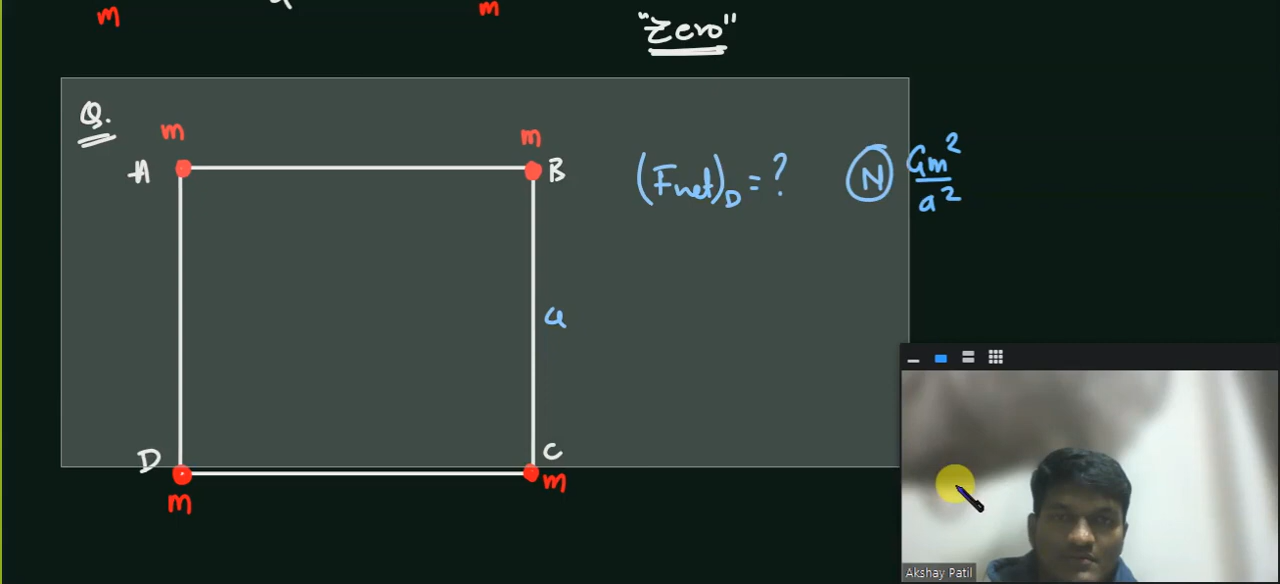 m m
"Zero"
Q.
m m
A B (Fnet)D = ? N Gm²/a²
a
D C
m m
Akshay Patil